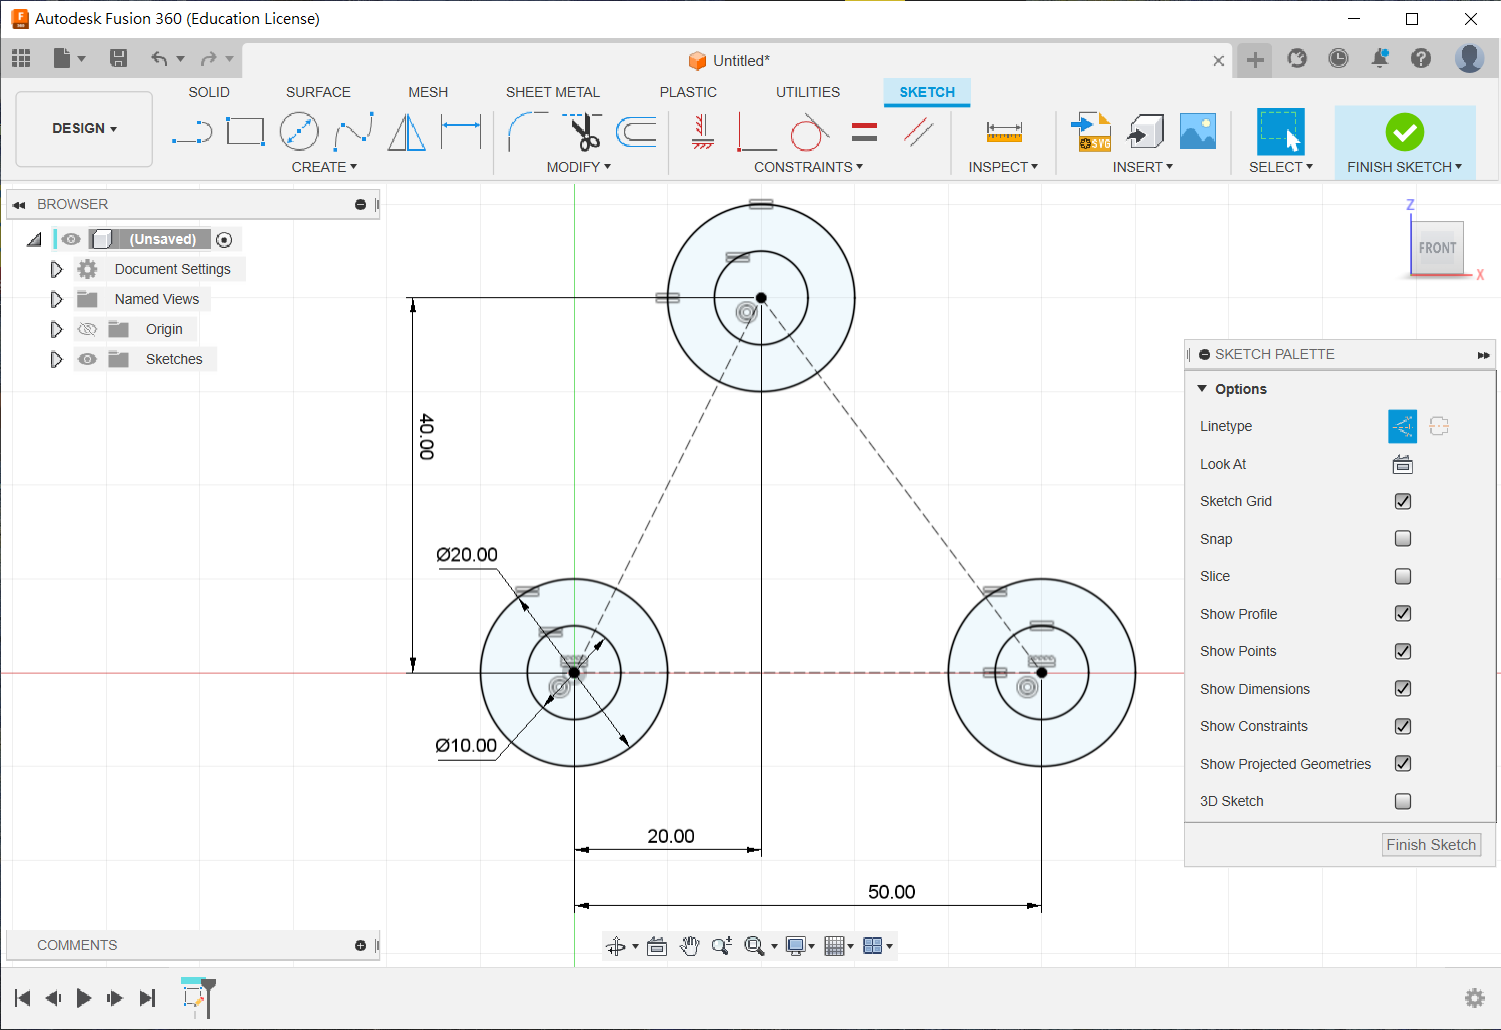 Autodesk Fusion 360 (Education License)
Untitled*
SOLID SURFACE MESH SHEET METAL PLASTIC UTILITIES SKETCH
DESIGN
CREATE MODIFY CONSTRAINTS INSPECT INSERT SELECT FINISH SKETCH
SVG
BROWSER
(Unsaved)
Document Settings
Named Views
Origin
Sketches
Z
FRONT
X
40.00
Ø20.00
Ø10.00
20.00
50.00
SKETCH PALETTE
Options
Linetype
Look At
Sketch Grid
Snap
Slice
Show Profile
Show Points
Show Dimensions
Show Constraints
Show Projected Geometries
3D Sketch
Finish Sketch
COMMENTS